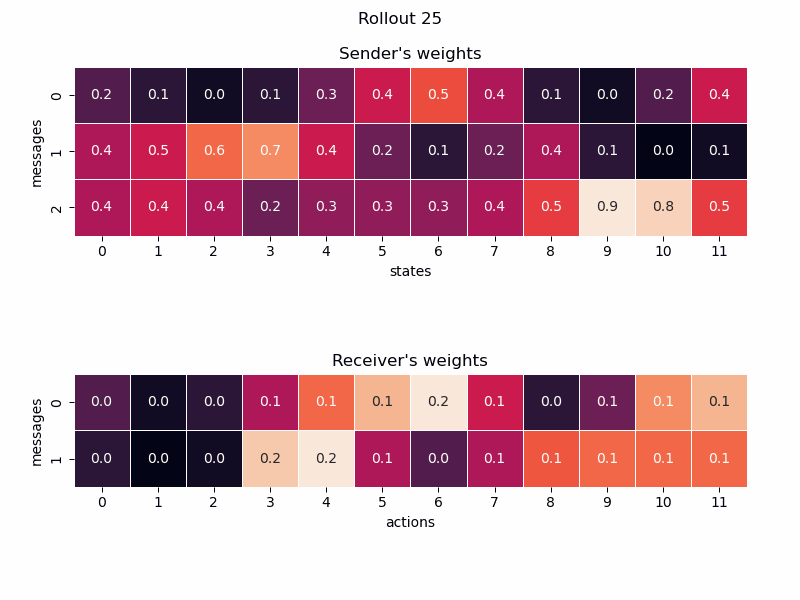 Rollout 25
Sender's weights
0 0.2 0.1 0.0 0.1 0.3 0.4 0.5 0.4 0.1 0.0 0.2 0.4
messages
1 0.4 0.5 0.6 0.7 0.4 0.2 0.1 0.2 0.4 0.1 0.0 0.1
2 0.4 0.4 0.4 0.2 0.3 0.3 0.3 0.4 0.5 0.9 0.8 0.5
0 1 2 3 4 5 6 7 8 9 10 11
states
Receiver's weights
0 0.0 0.0 0.0 0.1 0.1 0.1 0.2 0.1 0.0 0.1 0.1 0.1
messages
1 0.0 0.0 0.0 0.2 0.2 0.1 0.0 0.1 0.1 0.1 0.1 0.1
0 1 2 3 4 5 6 7 8 9 10 11
actions